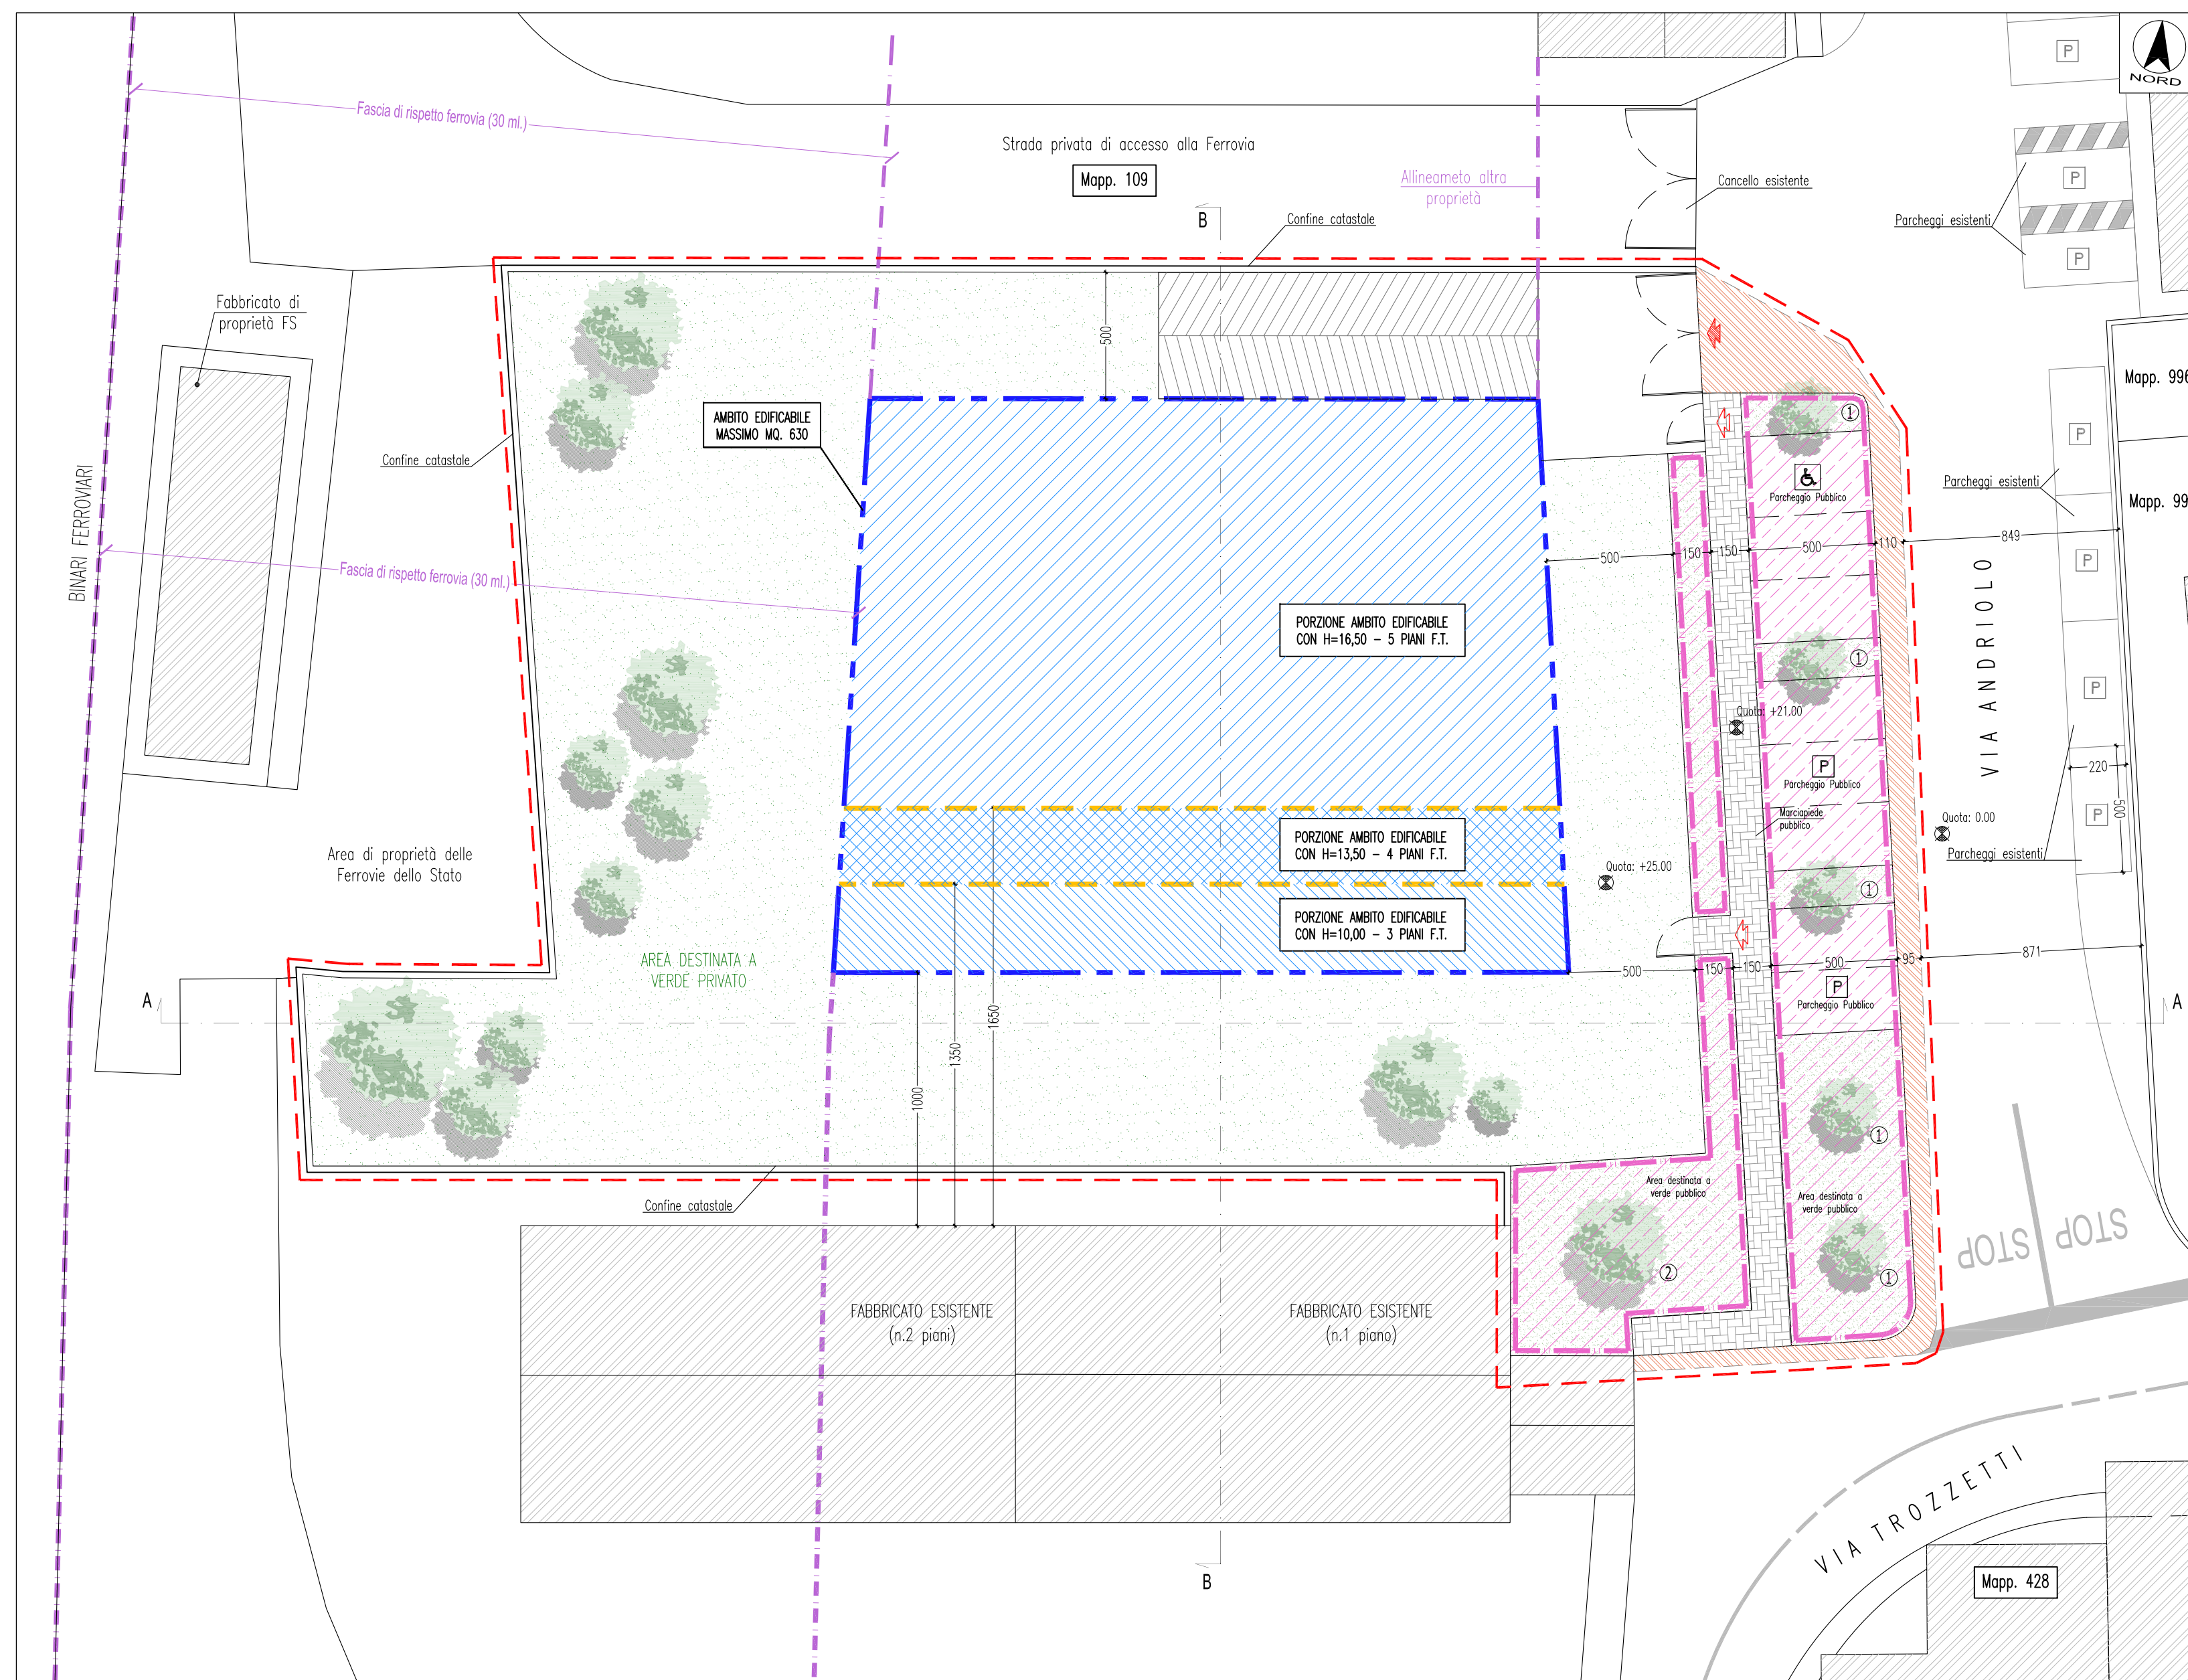 P
NORD
Fascia di rispetto ferrovia (30 ml.)
Strada privata di accesso alla Ferrovia
Mapp. 109
Allineameto altra
proprietà
Cancello esistente
P
Parcheggi esistenti
P
B
Confine catastale
Fabbricato di
proprietà FS
500
Mapp. 996
AMBITO EDIFICABILE
MASSIMO MQ. 630
1
P
Confine catastale
Parcheggio Pubblico
Parcheggi esistenti
Mapp. 99
BINARI FERROVIARI
Fascia di rispetto ferrovia (30 ml.)
500
150
150
500
110
849
P
VIA ANDRIOLO
PORZIONE AMBITO EDIFICABILE
CON H=16,50 - 5 PIANI F.T.
1
P
Quota: +21.00
P
Parcheggio Pubblico
220
500
P
Marciapiede
pubblico
Quota: 0.00
Parcheggi esistenti
PORZIONE AMBITO EDIFICABILE
CON H=13,50 - 4 PIANI F.T.
Area di proprietà delle
Ferrovie dello Stato
Quota: +25.00
1
PORZIONE AMBITO EDIFICABILE
CON H=10,00 - 3 PIANI F.T.
AREA DESTINATA A
VERDE PRIVATO
500
150
150
500
95
871
P
Parcheggio Pubblico
A
A
1650
1350
1000
1
Area destinata a
verde pubblico
Area destinata a
verde pubblico
Confine catastale
STOP
STOP
2
1
FABBRICATO ESISTENTE
(n.2 piani)
FABBRICATO ESISTENTE
(n.1 piano)
VIA TROZZETTI
B
Mapp. 428